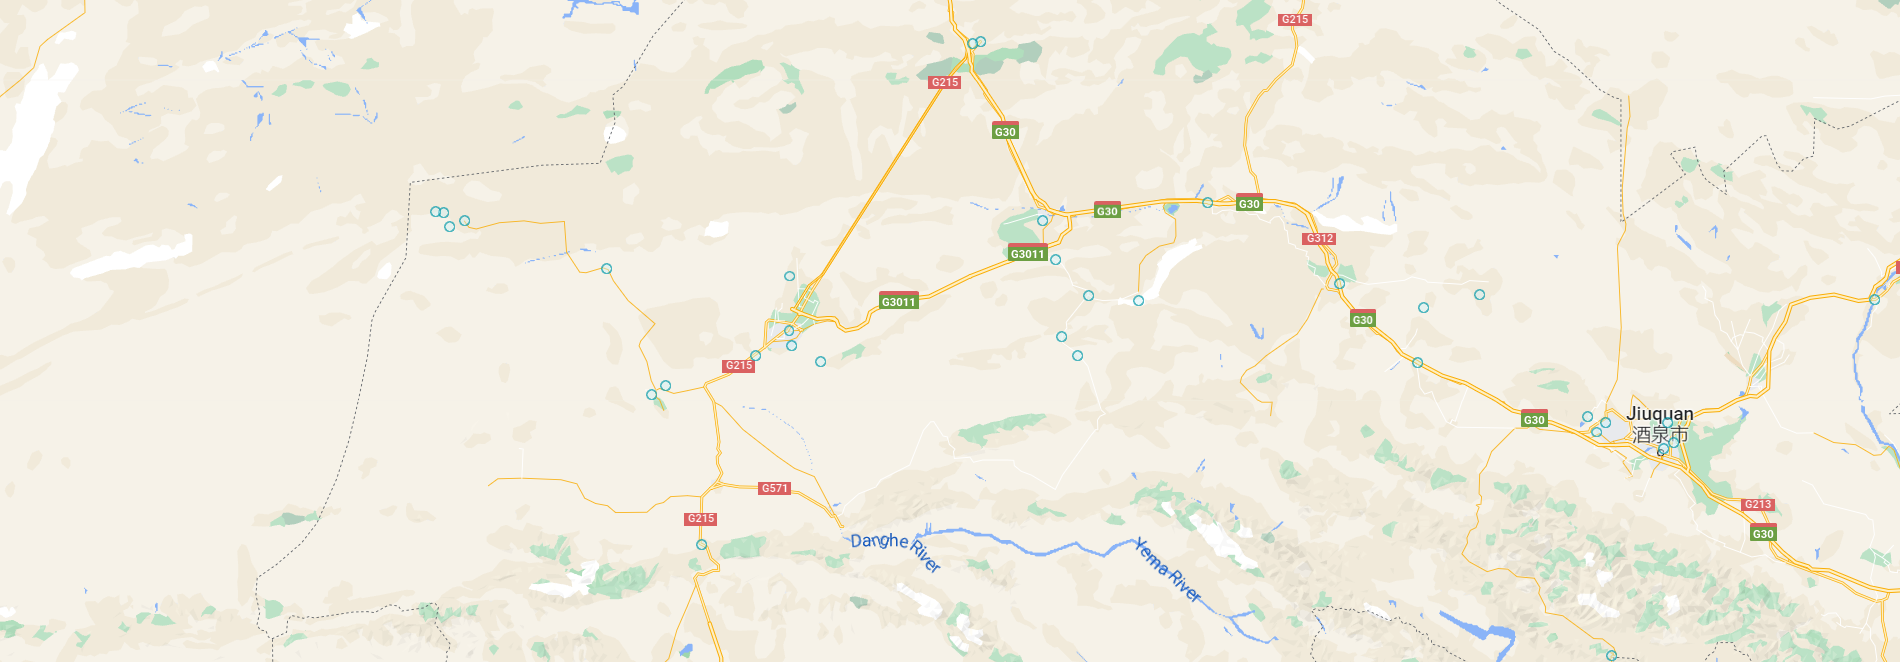 G215
G215
G30
G30
G30
G312
G3011
G3011
G30
G215
G30
Jiuquan
酒泉市
G571
G213
G215
G30
Danghe River
Yema River